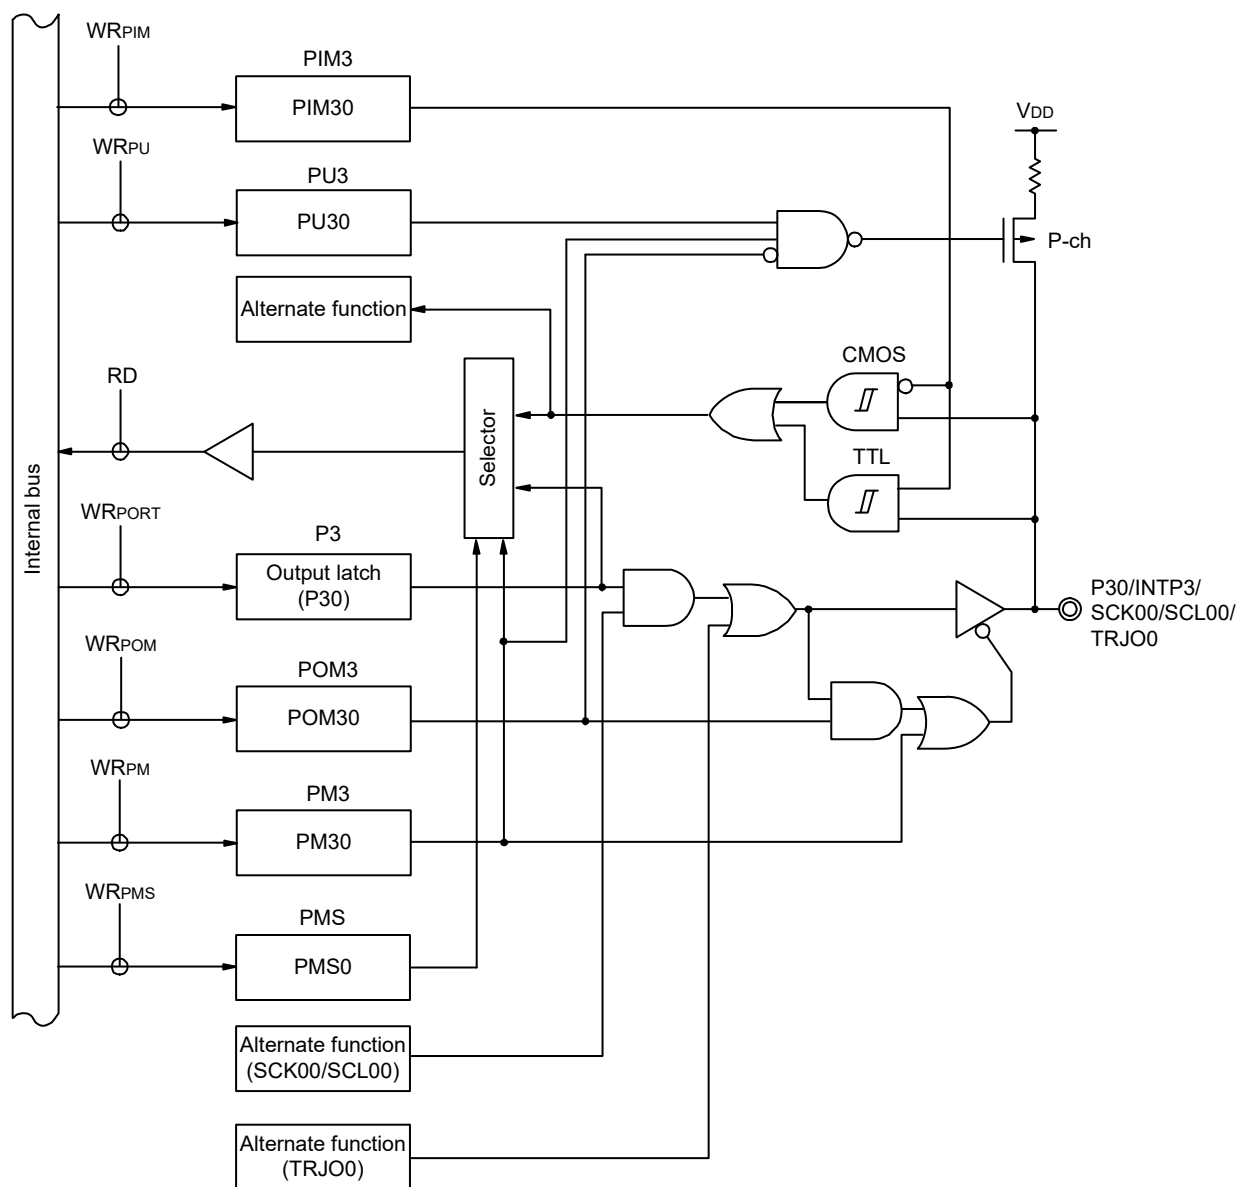 WRPIM
PIM3
PIM30
VDD
WRPU
PU3
PU30
P-ch
Alternate function
CMOS
RD
Selector
TTL
Internal bus
WRPORT
P3
Output latch
(P30)
P30/INTP3/
SCK00/SCL00/
TRJO0
WRPOM
POM3
POM30
WRPM
PM3
PM30
WRPMS
PMS
PMS0
Alternate function
(SCK00/SCL00)
Alternate function
(TRJO0)